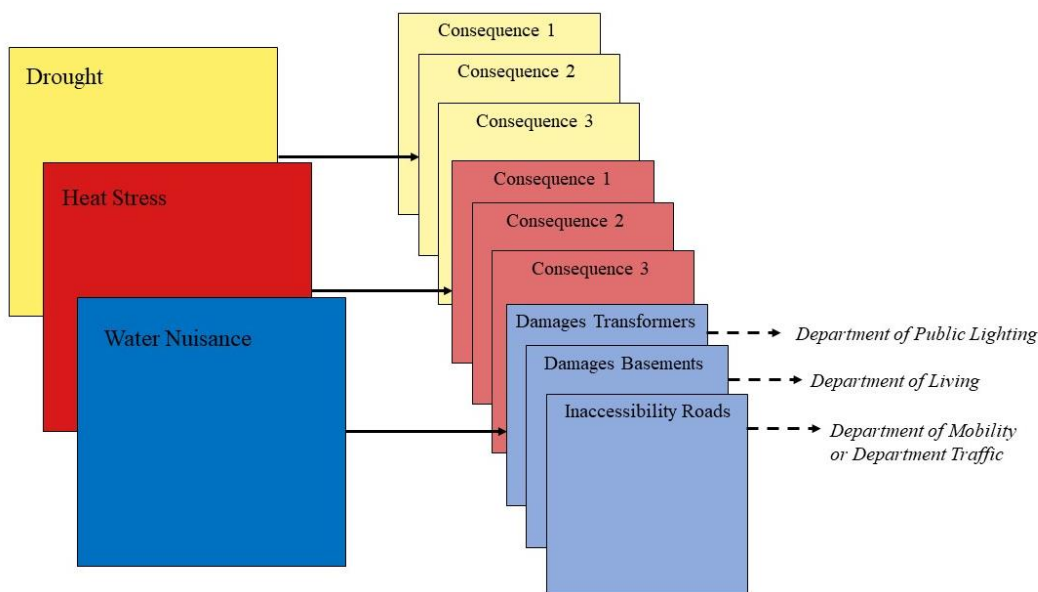 Drought
Heat Stress
Water Nuisance
Consequence 1
Consequence 2
Consequence 3
Consequence 1
Consequence 2
Consequence 3
Damages Transformers
Damages Basements
Inaccessibility Roads
Department of Public Lighting
Department of Living
Department of Mobility
or Department Traffic